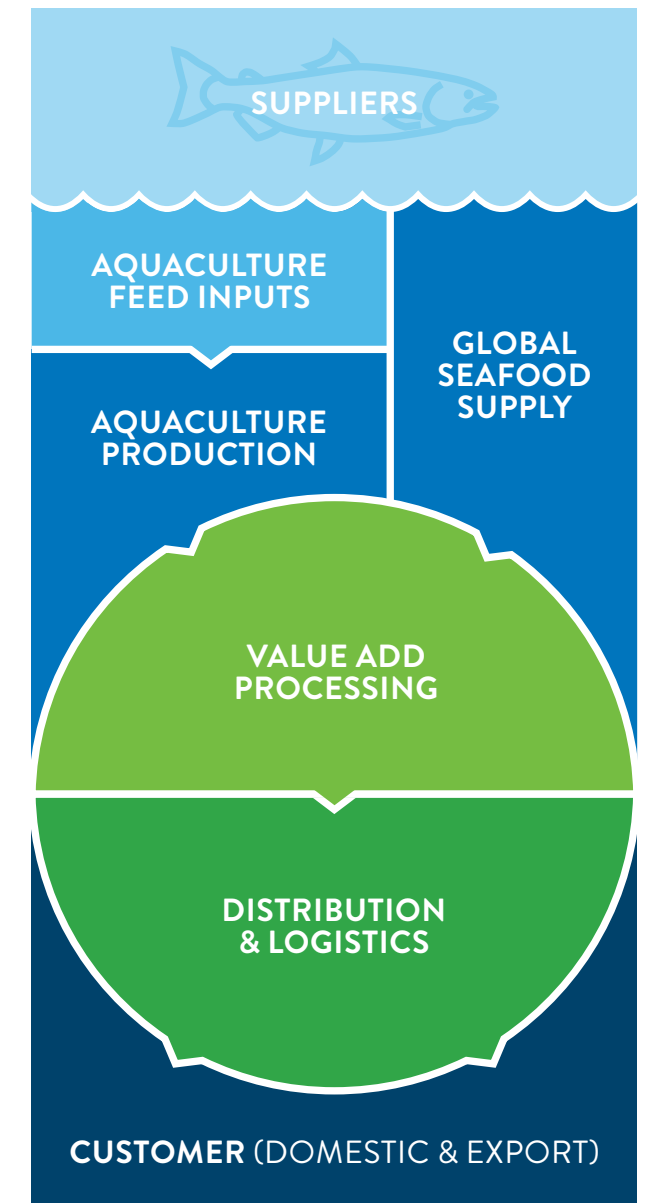 SUPPLIERS
AQUACULTURE
FEED INPUTS
GLOBAL
SEAFOOD
SUPPLY
AQUACULTURE
PRODUCTION
VALUE ADD
PROCESSING
DISTRIBUTION
& LOGISTICS
CUSTOMER (DOMESTIC & EXPORT)